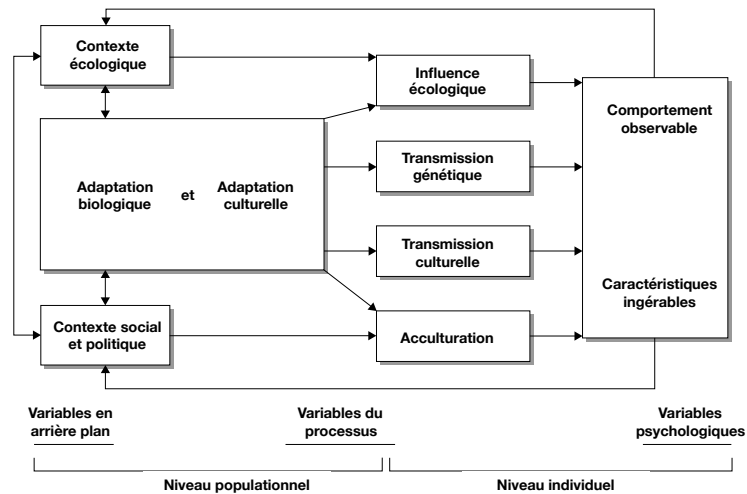 Contexte
écologique
Influence
écologique
Comportement
observable
Adaptation
biologique
et
Adaptation
culturelle
Transmission
génétique
Transmission
culturelle
Caractéristiques
ingérables
Contexte social
et politique
Acculturation
Variables en
arrière plan
Variables du
processus
Variables
psychologiques
Niveau populationnel
Niveau individuel